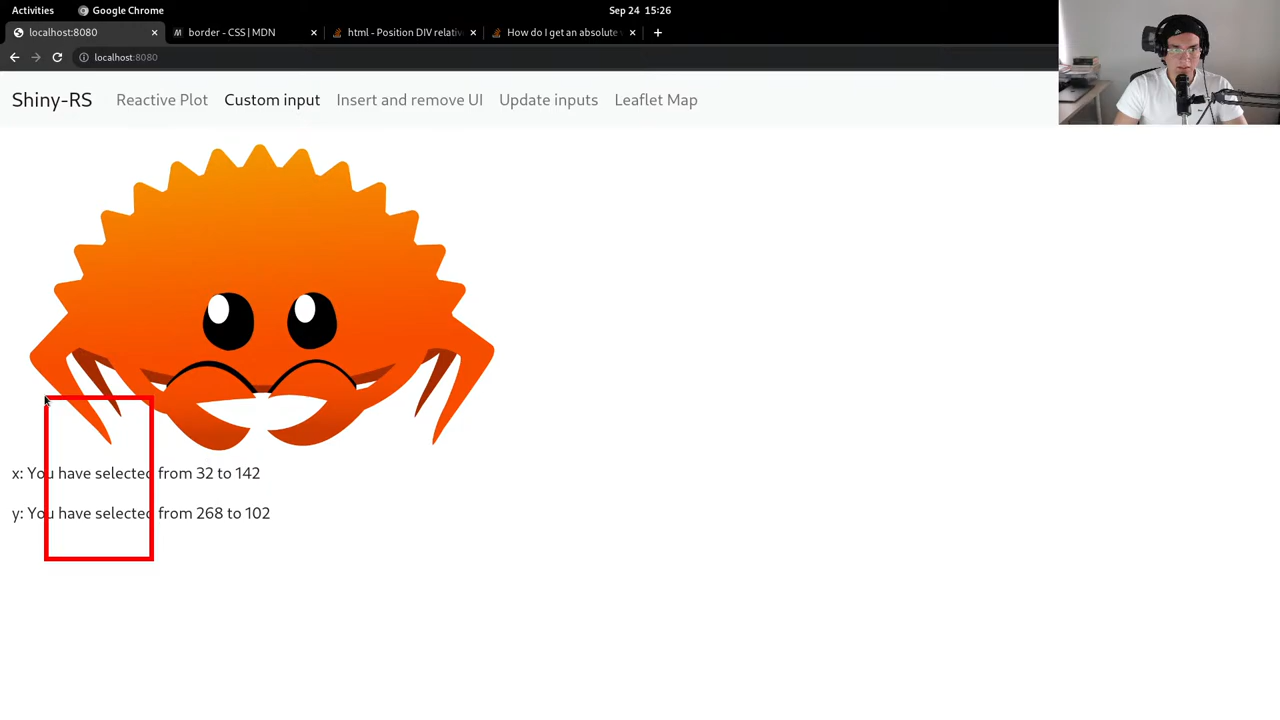 Activities Google Chrome Sep 24 15:26
localhost:8080 border - CSS | MDN html - Position DIV relativ How do I get an absolute
localhost:8080
Shiny-RS Reactive Plot Custom input Insert and remove UI Update inputs Leaflet Map
x: You have selected from 32 to 142
y: You have selected from 268 to 102